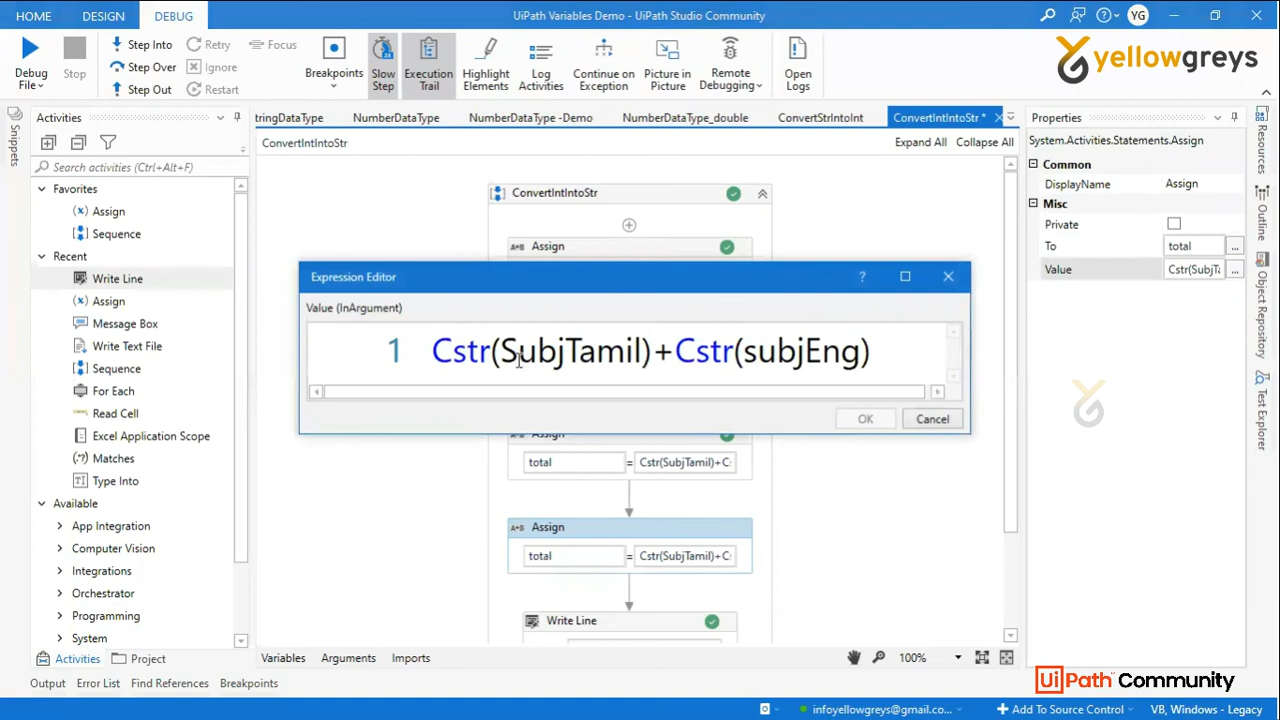 HOME DESIGN DEBUG UiPath Variables Demo - UiPath Studio Community YG
Debug File Stop Step Into Step Over Step Out Retry Ignore Restart Focus Breakpoints Slow Step Execution Trail Highlight Elements Log Activities Continue on Exception Picture in Picture Remote Debugging Open Logs yellowgreys
Snippets
Activities
Search activities (Ctrl+Alt+F)
Favorites
Assign
Sequence
Recent
Write Line
Assign
Message Box
Write Text File
Sequence
For Each
Read Cell
Excel Application Scope
Matches
Type Into
Available
App Integration
Computer Vision
Integrations
Orchestrator
Programming
System
Activities Project
tringDataType NumberDataType NumberDataType -Demo NumberDataType_double ConvertStrIntoInt ConvertIntIntoStr *
ConvertIntIntoStr Expand All Collapse All
ConvertIntIntoStr
A+B Assign
Expression Editor ?
Value (InArgument)
1 Cstr(SubjTamil)+Cstr(subjEng)
OK Cancel
A+B Assign
total = Cstr(SubjTamil)+C
A+B Assign
total = Cstr(SubjTamil)+C
Write Line
Variables Arguments Imports 100%
Properties
System.Activities.Statements.Assign
Common
DisplayName Assign
Misc
Private
To total ...
Value Cstr(SubjTa ...
Resources
Outline
Object Repository
Test Explorer
Output Error List Find References Breakpoints
UiPath Community
infoyellowgreys@gmail.co... Add To Source Control VB, Windows - Legacy